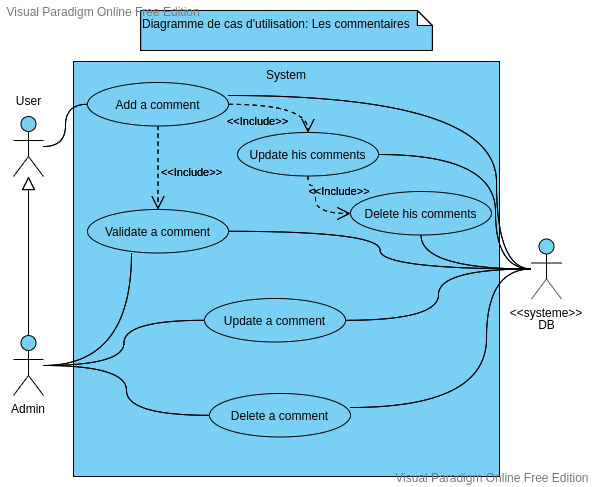 Visual Paradigm Online Free Edition
Diagramme de cas d'utilisation: Les commentaires
System
User
Add a comment
<<Include>>
Update his comments
<<Include>>
<<Include>>
Delete his comments
Validate a comment
<<systeme>>
DB
Update a comment
Admin
Delete a comment
Visual Paradigm Online Free Edition